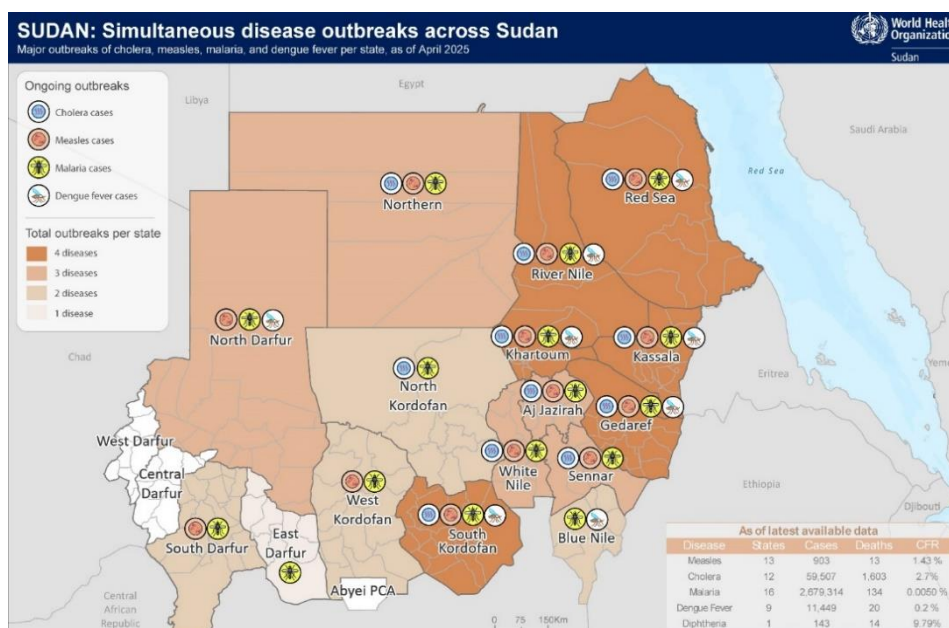 SUDAN: Simultaneous disease outbreaks across Sudan
Major outbreaks of cholera, measles, malaria, and dengue fever per state, as of April 2025
World Health
Organization
Sudan
Ongoing outbreaks
Cholera cases
Measles cases
Malaria cases
Dengue fever cases
Total outbreaks per state
4 diseases
3 diseases
2 diseases
1 disease
Libya
Egypt
Saudi Arabia
Red Sea
Northern
Red Sea
River Nile
North Darfur
Khartoum
Kassala
Chad
North
Kordofan
Eritrea
Aj Jazirah
Gedaref
West Darfur
Central
Darfur
White
Nile
Sennar
West
Kordofan
Ethiopia
South Darfur
East
Darfur
South
Kordofan
Blue Nile
Djibouti
Abyei PCA
Central
African
Republic
0 75 150Km
As of latest available data
Disease States Cases Deaths CFR
Measles 13 903 13 1.43 %
Cholera 12 59,507 1,603 2.7%
Malaria 16 2,679,314 134 0.0050 %
Dengue Fever 9 11,449 20 0.2 %
Diphtheria 1 143 14 9.79%